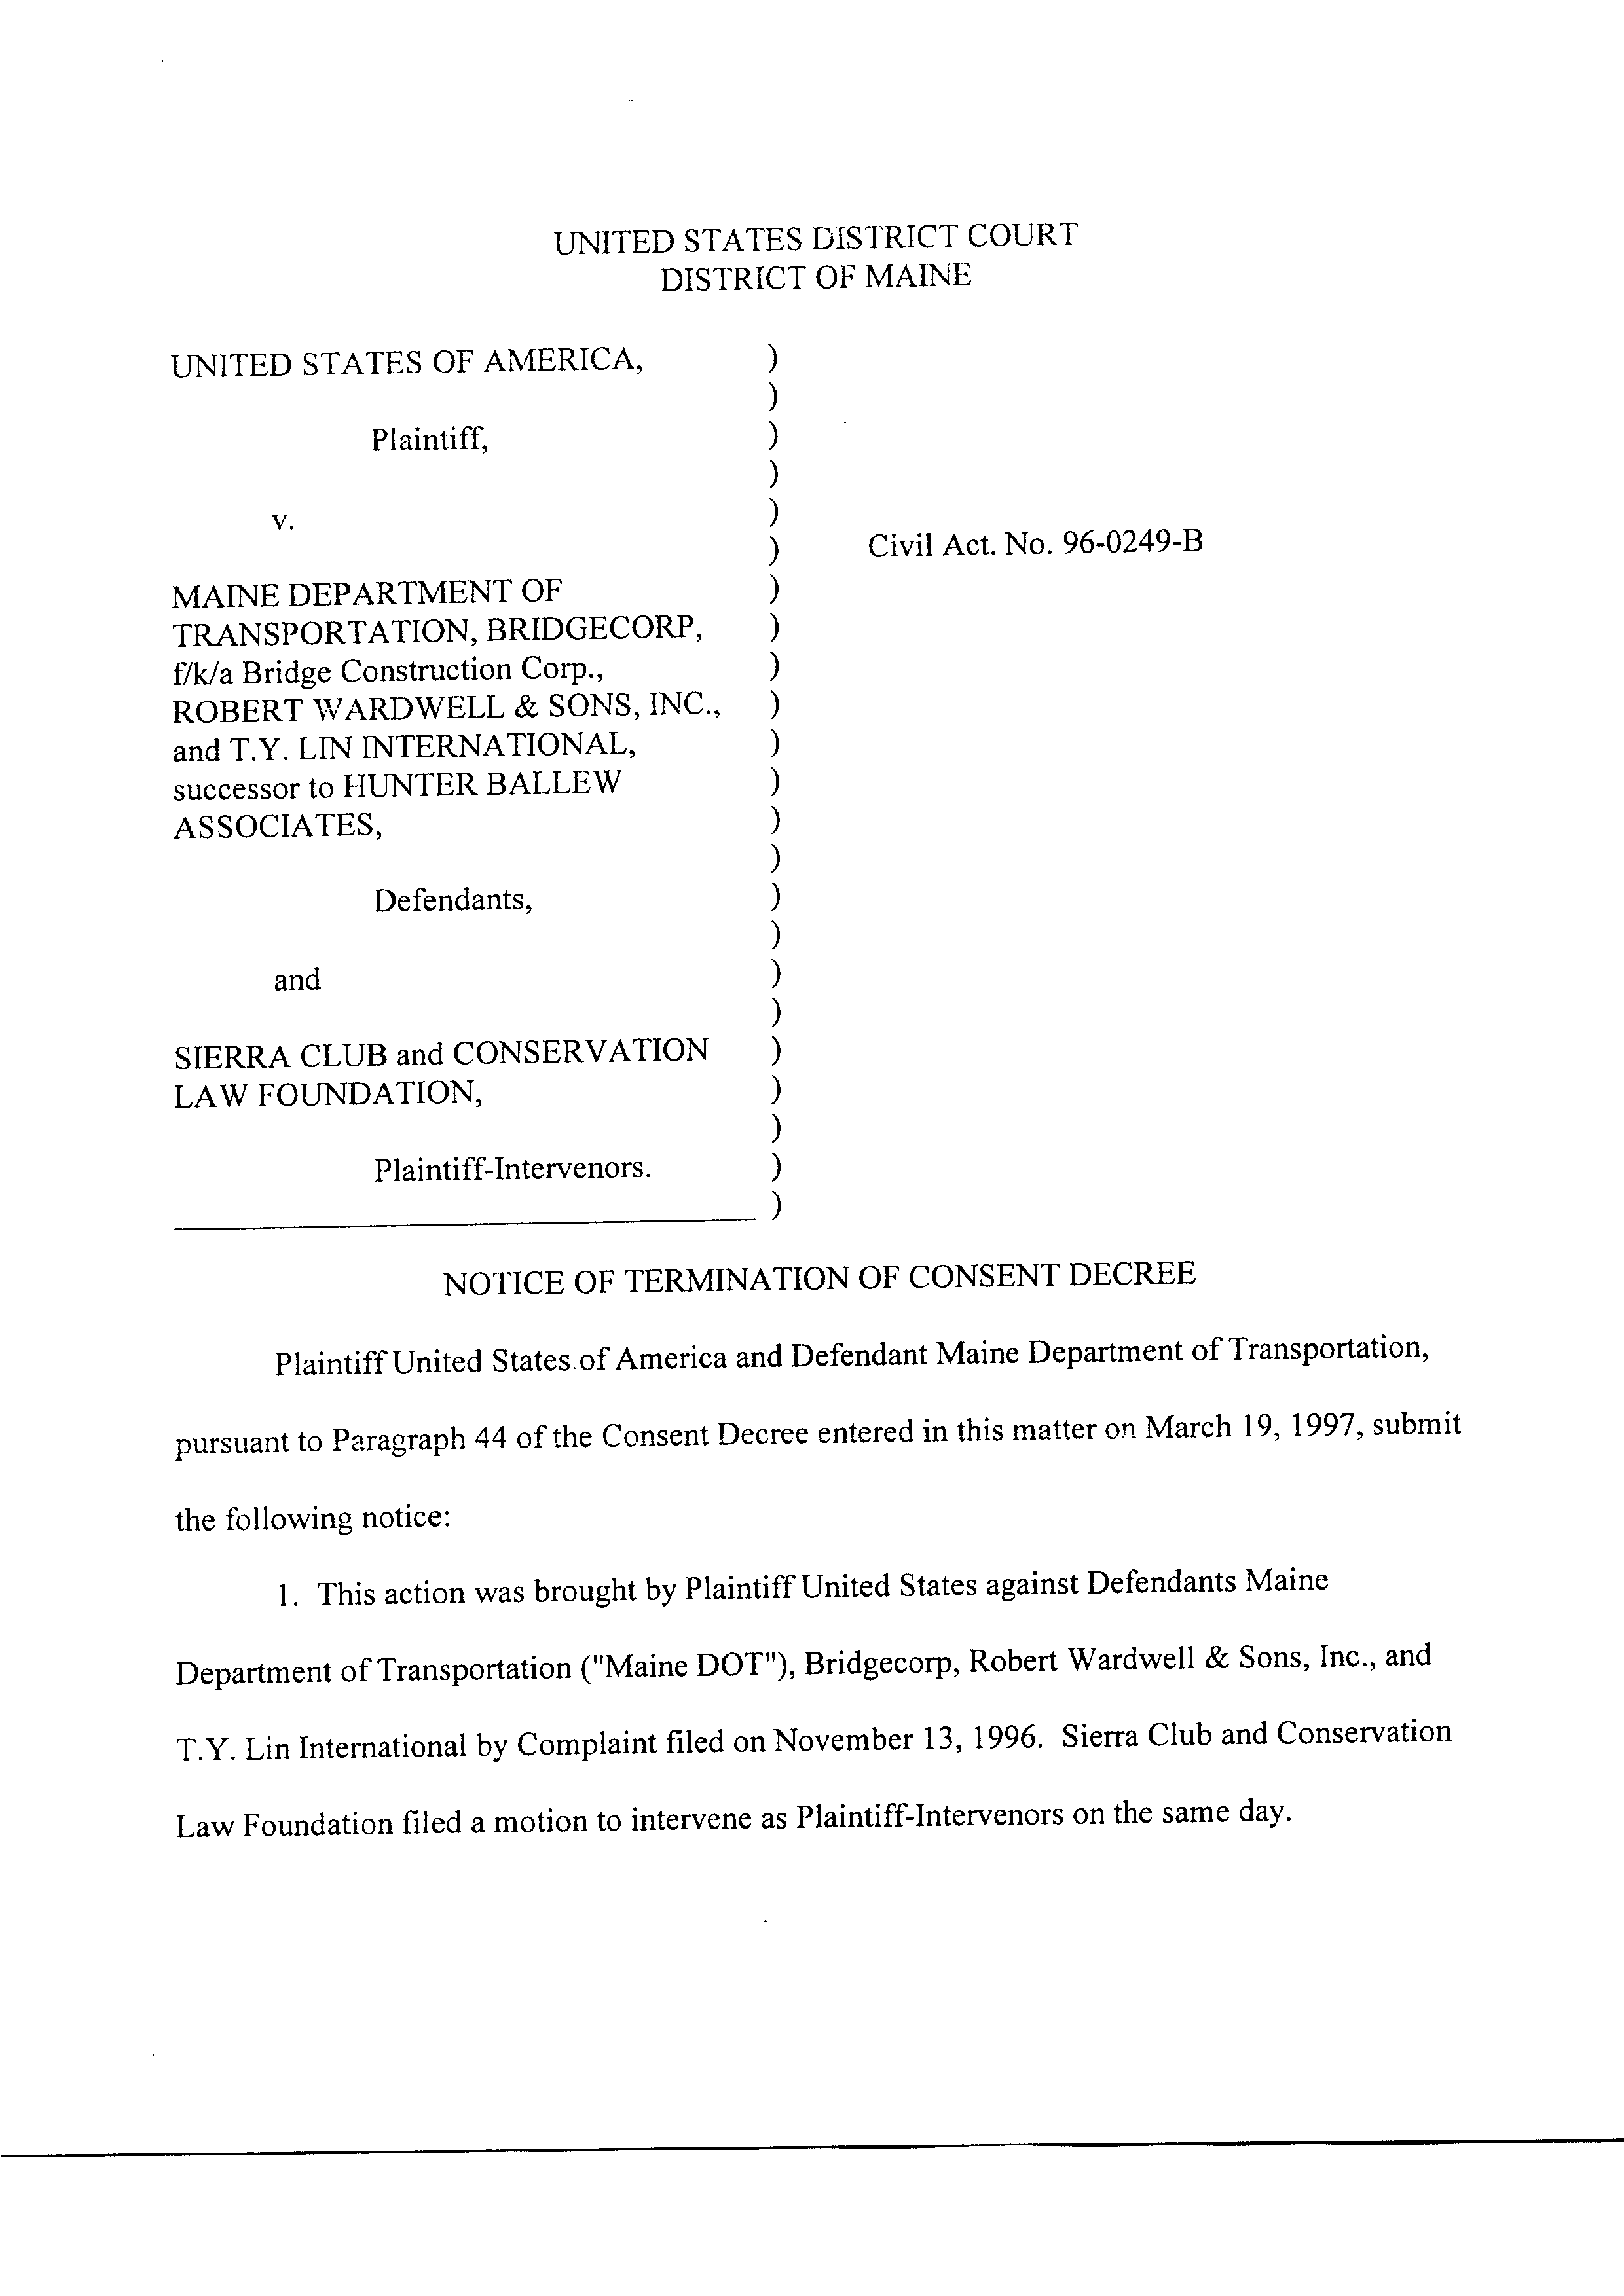 UNITED STATES DISTRICT COURT
DISTRICT OF MAINE
UNITED STATES OF AMERICA, )
)
Plaintiff, )
)
v. )
) Civil Act. No. 96-0249-B
MAINE DEPARTMENT OF )
TRANSPORTATION, BRIDGECORP, )
f/k/a Bridge Construction Corp., )
ROBERT WARDWELL & SONS, INC., )
and T.Y. LIN INTERNATIONAL, )
successor to HUNTER BALLEW )
ASSOCIATES, )
)
Defendants, )
)
and )
)
SIERRA CLUB and CONSERVATION )
LAW FOUNDATION, )
)
Plaintiff-Intervenors. )
)
NOTICE OF TERMINATION OF CONSENT DECREE
Plaintiff United States of America and Defendant Maine Department of Transportation,
pursuant to Paragraph 44 of the Consent Decree entered in this matter on March 19, 1997, submit
the following notice:
1. This action was brought by Plaintiff United States against Defendants Maine
Department of Transportation ("Maine DOT"), Bridgecorp, Robert Wardwell & Sons, Inc., and
T.Y. Lin International by Complaint filed on November 13, 1996. Sierra Club and Conservation
Law Foundation filed a motion to intervene as Plaintiff-Intervenors on the same day.